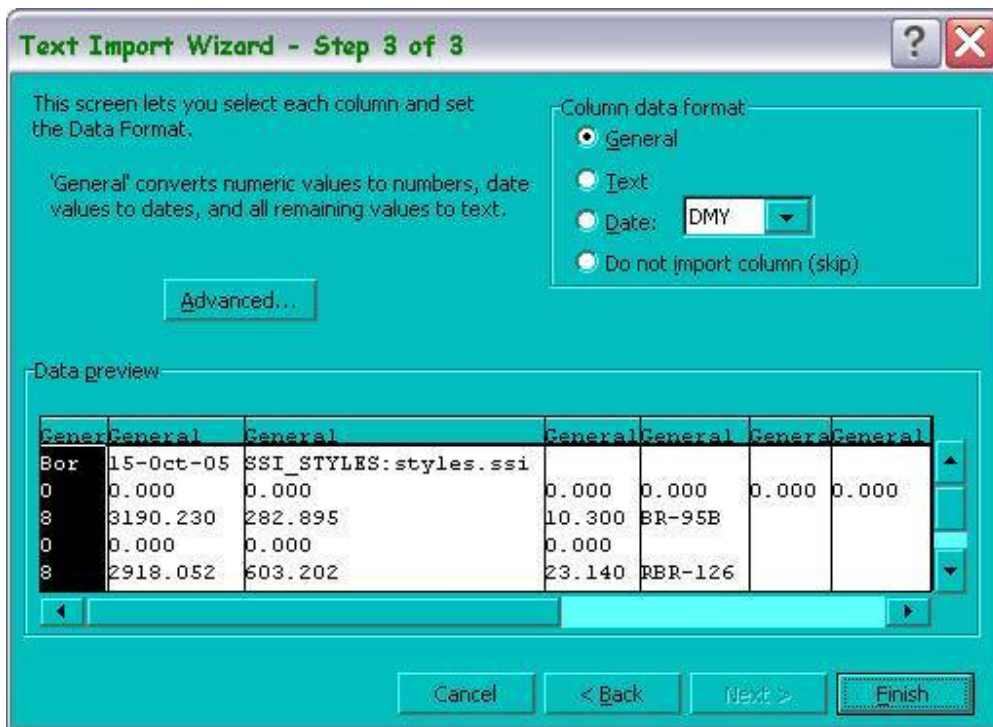 Text Import Wizard - Step 3 of 3
?
This screen lets you select each column and set
the Data Format.
'General' converts numeric values to numbers, date
values to dates, and all remaining values to text.
Advanced...
Column data format
General
Text
Date: DMY
Do not import column (skip)
Data preview
Gener General General General General Genera General
Bor 15-Oct-05 SSI_STYLES:styles.ssi
0 0.000 0.000 0.000 0.000 0.000 0.000
8 3190.230 282.895 10.300 BR-95B
0 0.000 0.000 0.000
8 2918.052 603.202 23.140 RBR-126
Cancel < Back Next > Finish